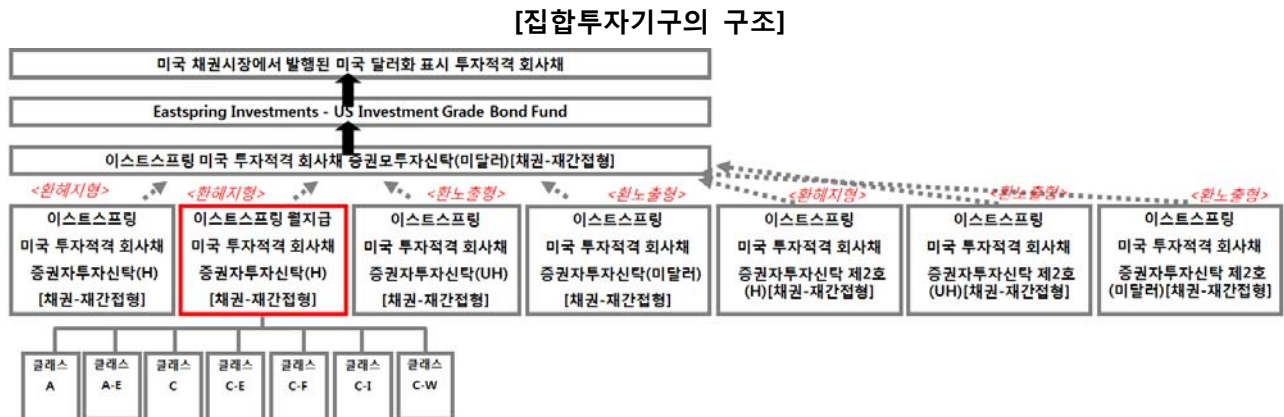 [집합투자기구의 구조]
미국 채권시장에서 발행된 미국 달러화 표시 투자적격 회사채
Eastspring Investments - US Investment Grade Bond Fund
이스트스프링 미국 투자적격 회사채 증권모투자신탁(미달러)[채권-재간접형]
<환헤지형>
<환헤지형>
<환노출형>
<환노출형>
<환헤지형>
<환노출형>
<환노출형>
이스트스프링
미국 투자적격 회사채
증권자투자신탁(H)
[채권-재간접형]
이스트스프링 월지급
미국 투자적격 회사채
증권자투자신탁(H)
[채권-재간접형]
이스트스프링
미국 투자적격 회사채
증권자투자신탁(UH)
[채권-재간접형]
이스트스프링
미국 투자적격 회사채
증권자투자신탁(미달러)
[채권-재간접형]
이스트스프링
미국 투자적격 회사채
증권자투자신탁 제2호
(H)[채권-재간접형]
이스트스프링
미국 투자적격 회사채
증권자투자신탁 제2호
(UH)[채권-재간접형]
이스트스프링
미국 투자적격 회사채
증권자투자신탁 제2호
(미달러)[채권-재간접형]
클래스
A
클래스
A-E
클래스
C
클래스
C-E
클래스
C-F
클래스
C-I
클래스
C-W